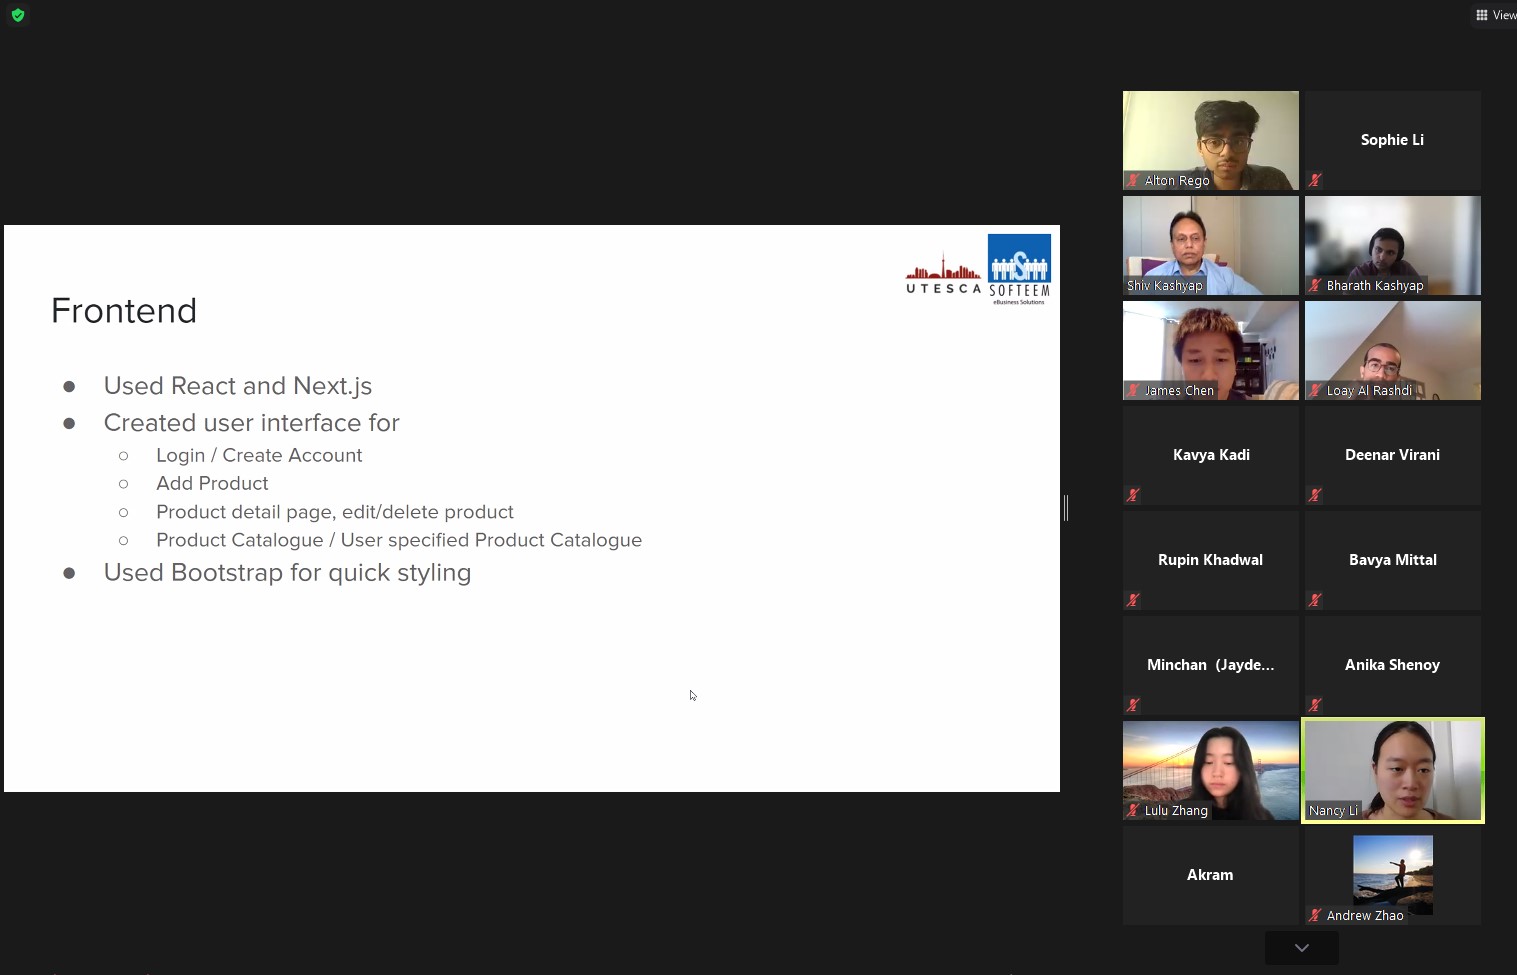 View
Frontend
UTESCA
SOFTEEM
eBusiness Solutions
● Used React and Next.js
● Created user interface for
○ Login / Create Account
○ Add Product
○ Product detail page, edit/delete product
○ Product Catalogue / User specified Product Catalogue
● Used Bootstrap for quick styling
Alton Rego
Sophie Li
Shiv Kashyap
Bharath Kashyap
James Chen
Loay Al Rashdi
Kavya Kadi
Deenar Virani
Rupin Khadwal
Bavya Mittal
Minchan (Jayde...
Anika Shenoy
Lulu Zhang
Nancy Li
Akram
Andrew Zhao